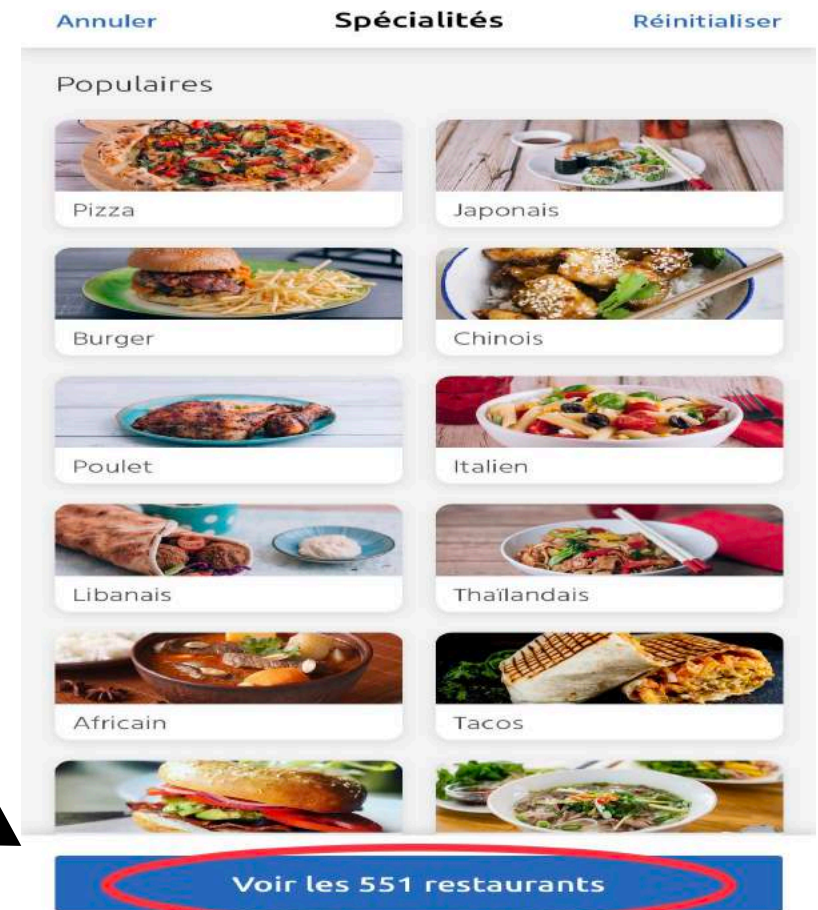 Annuler Spécialités Réinitialiser
Populaires
Pizza Japonais
Burger Chinois
Poulet Italien
Libanais Thaïlandais
Africain Tacos
Voir les 551 restaurants